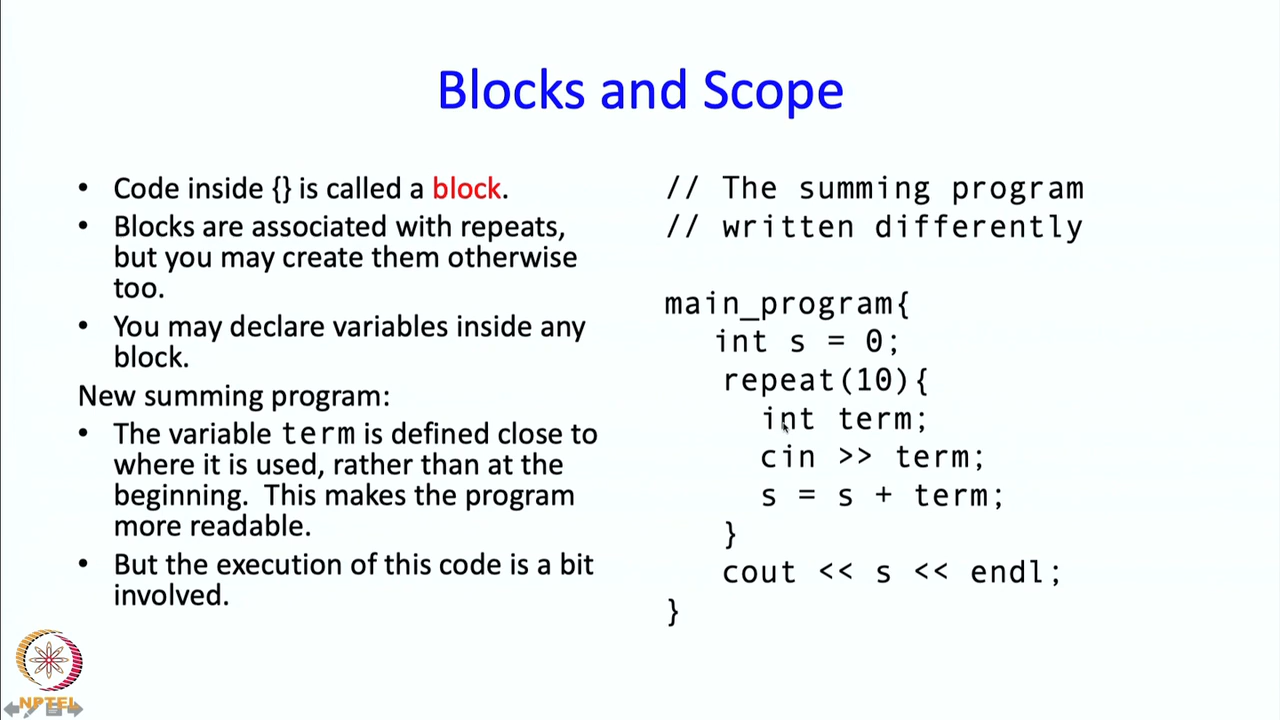 Blocks and Scope
• Code inside {} is called a block.
• Blocks are associated with repeats,
but you may create them otherwise
too.
• You may declare variables inside any
block.
New summing program:
• The variable term is defined close to
where it is used, rather than at the
beginning. This makes the program
more readable.
• But the execution of this code is a bit
involved.
// The summing program
// written differently
main_program{
int s = 0;
repeat(10){
int term;
cin >> term;
s = s + term;
}
cout << s << endl;
}
NPTEL